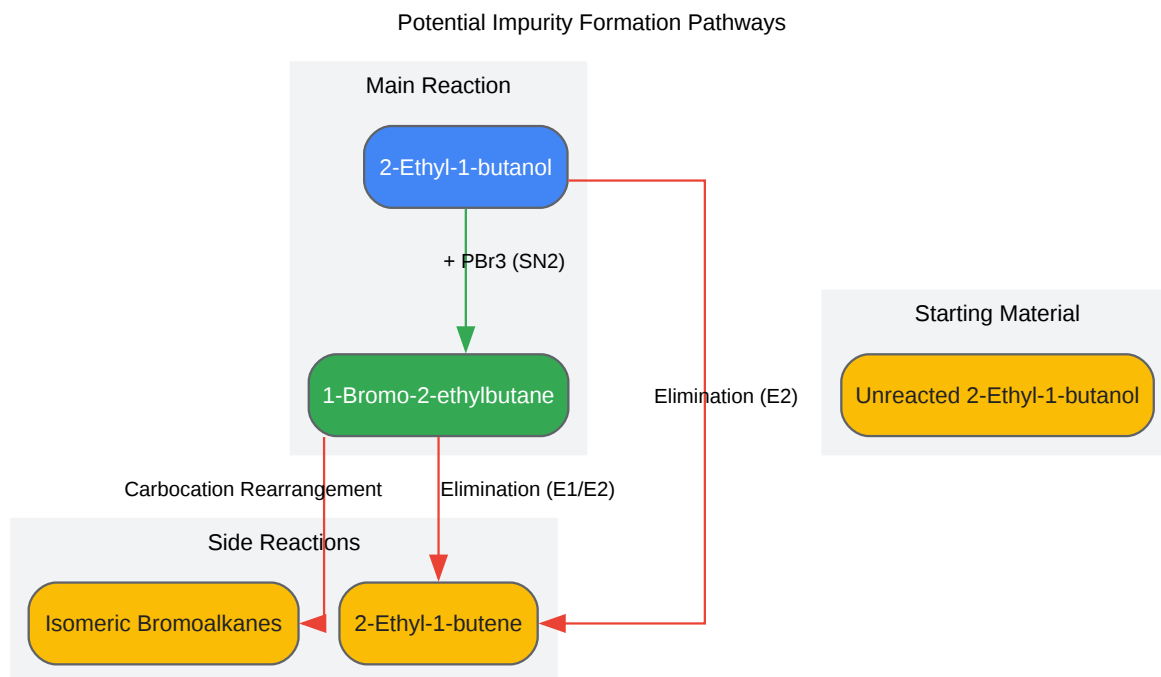 Potential Impurity Formation Pathways
Main Reaction
2-Ethyl-1-butanol
+ PBr3 (SN2)
Starting Material
1-Bromo-2-ethylbutane
Elimination (E2)
Unreacted 2-Ethyl-1-butanol
Carbocation Rearrangement
Elimination (E1/E2)
Side Reactions
Isomeric Bromoalkanes
2-Ethyl-1-butene